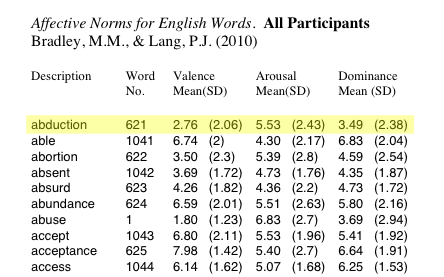 Affective Norms for English Words. All Participants
Bradley, M.M., & Lang, P.J. (2010)
Description Word Valence Arousal Dominance
No. Mean(SD) Mean(SD) Mean (SD)
abduction 621 2.76 (2.06) 5.53 (2.43) 3.49 (2.38)
able 1041 6.74 (2) 4.30 (2.17) 6.83 (2.04)
abortion 622 3.50 (2.3) 5.39 (2.8) 4.59 (2.54)
absent 1042 3.69 (1.72) 4.73 (1.76) 4.35 (1.87)
absurd 623 4.26 (1.82) 4.36 (2.2) 4.73 (1.72)
abundance 624 6.59 (2.01) 5.51 (2.63) 5.80 (2.16)
abuse 1 1.80 (1.23) 6.83 (2.7) 3.69 (2.94)
accept 1043 6.80 (2.11) 5.53 (1.96) 5.41 (1.92)
acceptance 625 7.98 (1.42) 5.40 (2.7) 6.64 (1.91)
access 1044 6.14 (1.62) 5.07 (1.68) 6.25 (1.53)